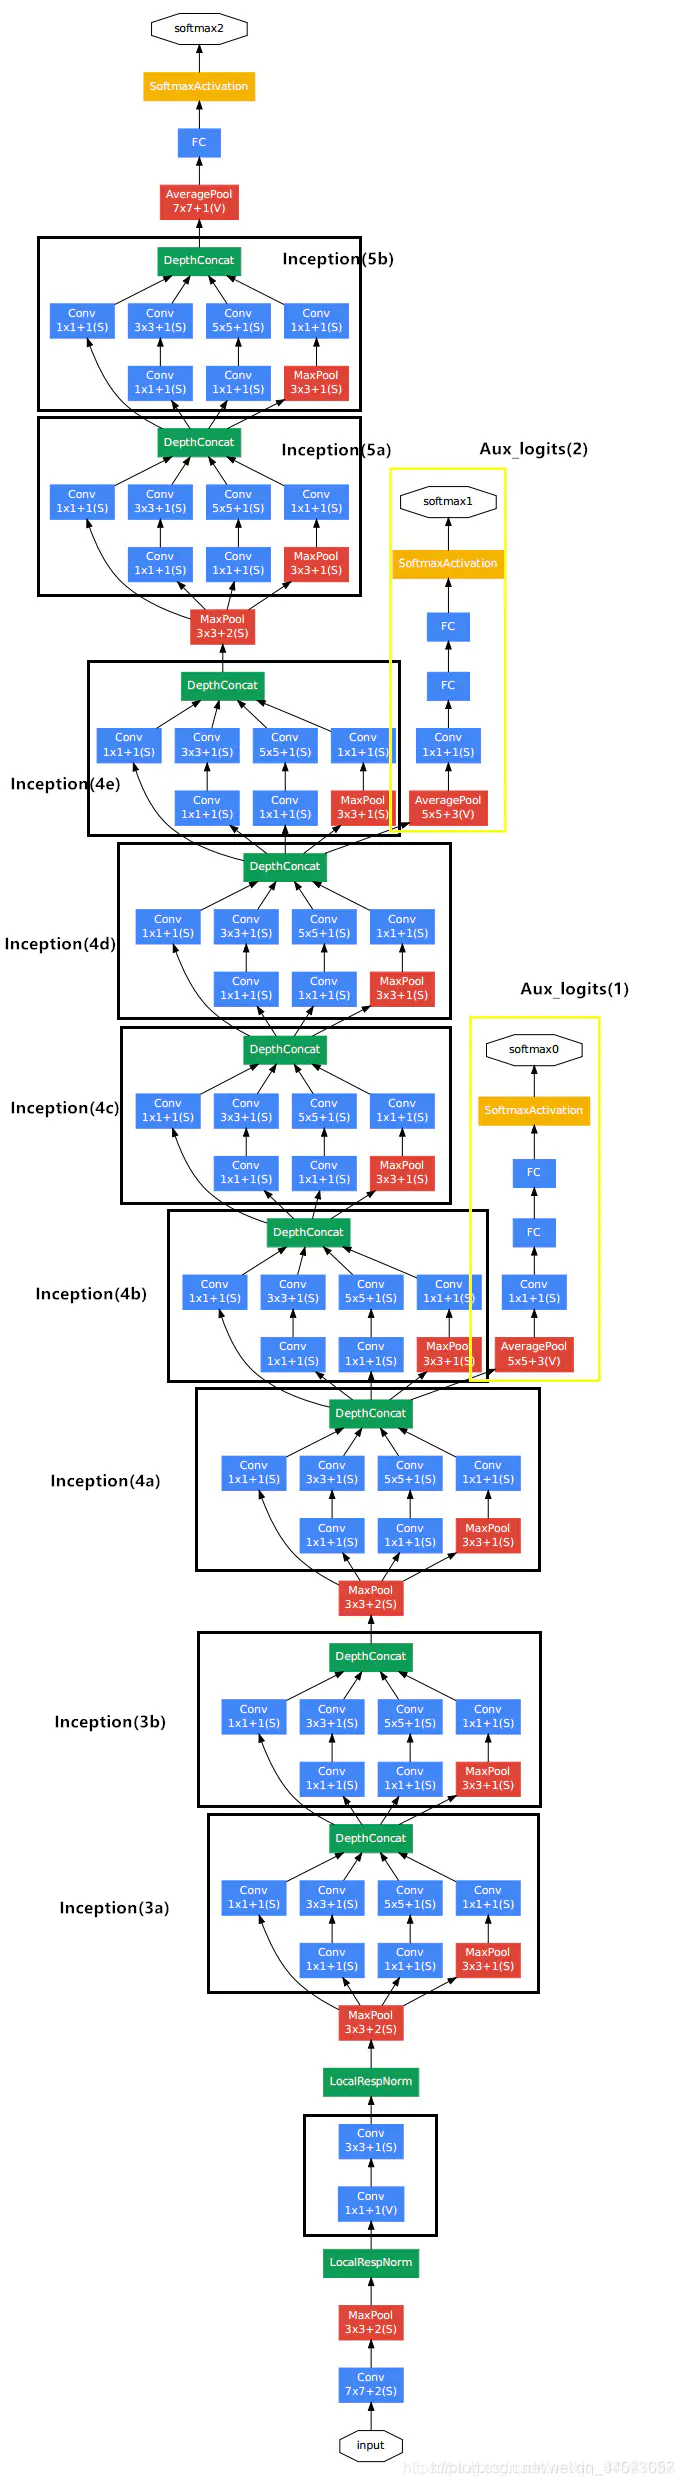 softmax2
SoftmaxActivation
FC
AveragePool
7x7+1(V)
DepthConcat
Inception(5b)
Conv Conv Conv Conv
1x1+1(S) 3x3+1(S) 5x5+1(S) 1x1+1(S)
Conv Conv MaxPool
1x1+1(S) 1x1+1(S) 3x3+1(S)
DepthConcat
Inception(5a)
Aux_logits(2)
Conv Conv Conv Conv
1x1+1(S) 3x3+1(S) 5x5+1(S) 1x1+1(S)
softmax1
Conv Conv MaxPool
1x1+1(S) 1x1+1(S) 3x3+1(S)
SoftmaxActivation
MaxPool
3x3+2(S)
FC
DepthConcat
FC
Conv Conv Conv Conv Conv
1x1+1(S) 3x3+1(S) 5x5+1(S) 1x1+1(S) 1x1+1(S)
Inception(4e)
Conv Conv MaxPool AveragePool
1x1+1(S) 1x1+1(S) 3x3+1(S) 5x5+3(V)
DepthConcat
Conv Conv Conv Conv
1x1+1(S) 3x3+1(S) 5x5+1(S) 1x1+1(S)
Inception(4d)
Conv Conv MaxPool
1x1+1(S) 1x1+1(S) 3x3+1(S)
Aux_logits(1)
DepthConcat
softmax0
Conv Conv Conv Conv
1x1+1(S) 3x3+1(S) 5x5+1(S) 1x1+1(S)
Inception(4c)
SoftmaxActivation
Conv Conv MaxPool
1x1+1(S) 1x1+1(S) 3x3+1(S)
FC
DepthConcat
FC
Conv Conv Conv Conv Conv
1x1+1(S) 3x3+1(S) 5x5+1(S) 1x1+1(S) 1x1+1(S)
Inception(4b)
Conv Conv MaxPool AveragePool
1x1+1(S) 1x1+1(S) 3x3+1(S) 5x5+3(V)
DepthConcat
Conv Conv Conv Conv
1x1+1(S) 3x3+1(S) 5x5+1(S) 1x1+1(S)
Inception(4a)
Conv Conv MaxPool
1x1+1(S) 1x1+1(S) 3x3+1(S)
MaxPool
3x3+2(S)
DepthConcat
Conv Conv Conv Conv
1x1+1(S) 3x3+1(S) 5x5+1(S) 1x1+1(S)
Inception(3b)
Conv Conv MaxPool
1x1+1(S) 1x1+1(S) 3x3+1(S)
DepthConcat
Conv Conv Conv Conv
1x1+1(S) 3x3+1(S) 5x5+1(S) 1x1+1(S)
Inception(3a)
Conv Conv MaxPool
1x1+1(S) 1x1+1(S) 3x3+1(S)
MaxPool
3x3+2(S)
LocalRespNorm
Conv
3x3+1(S)
Conv
1x1+1(V)
LocalRespNorm
MaxPool
3x3+2(S)
Conv
7x7+2(S)
input